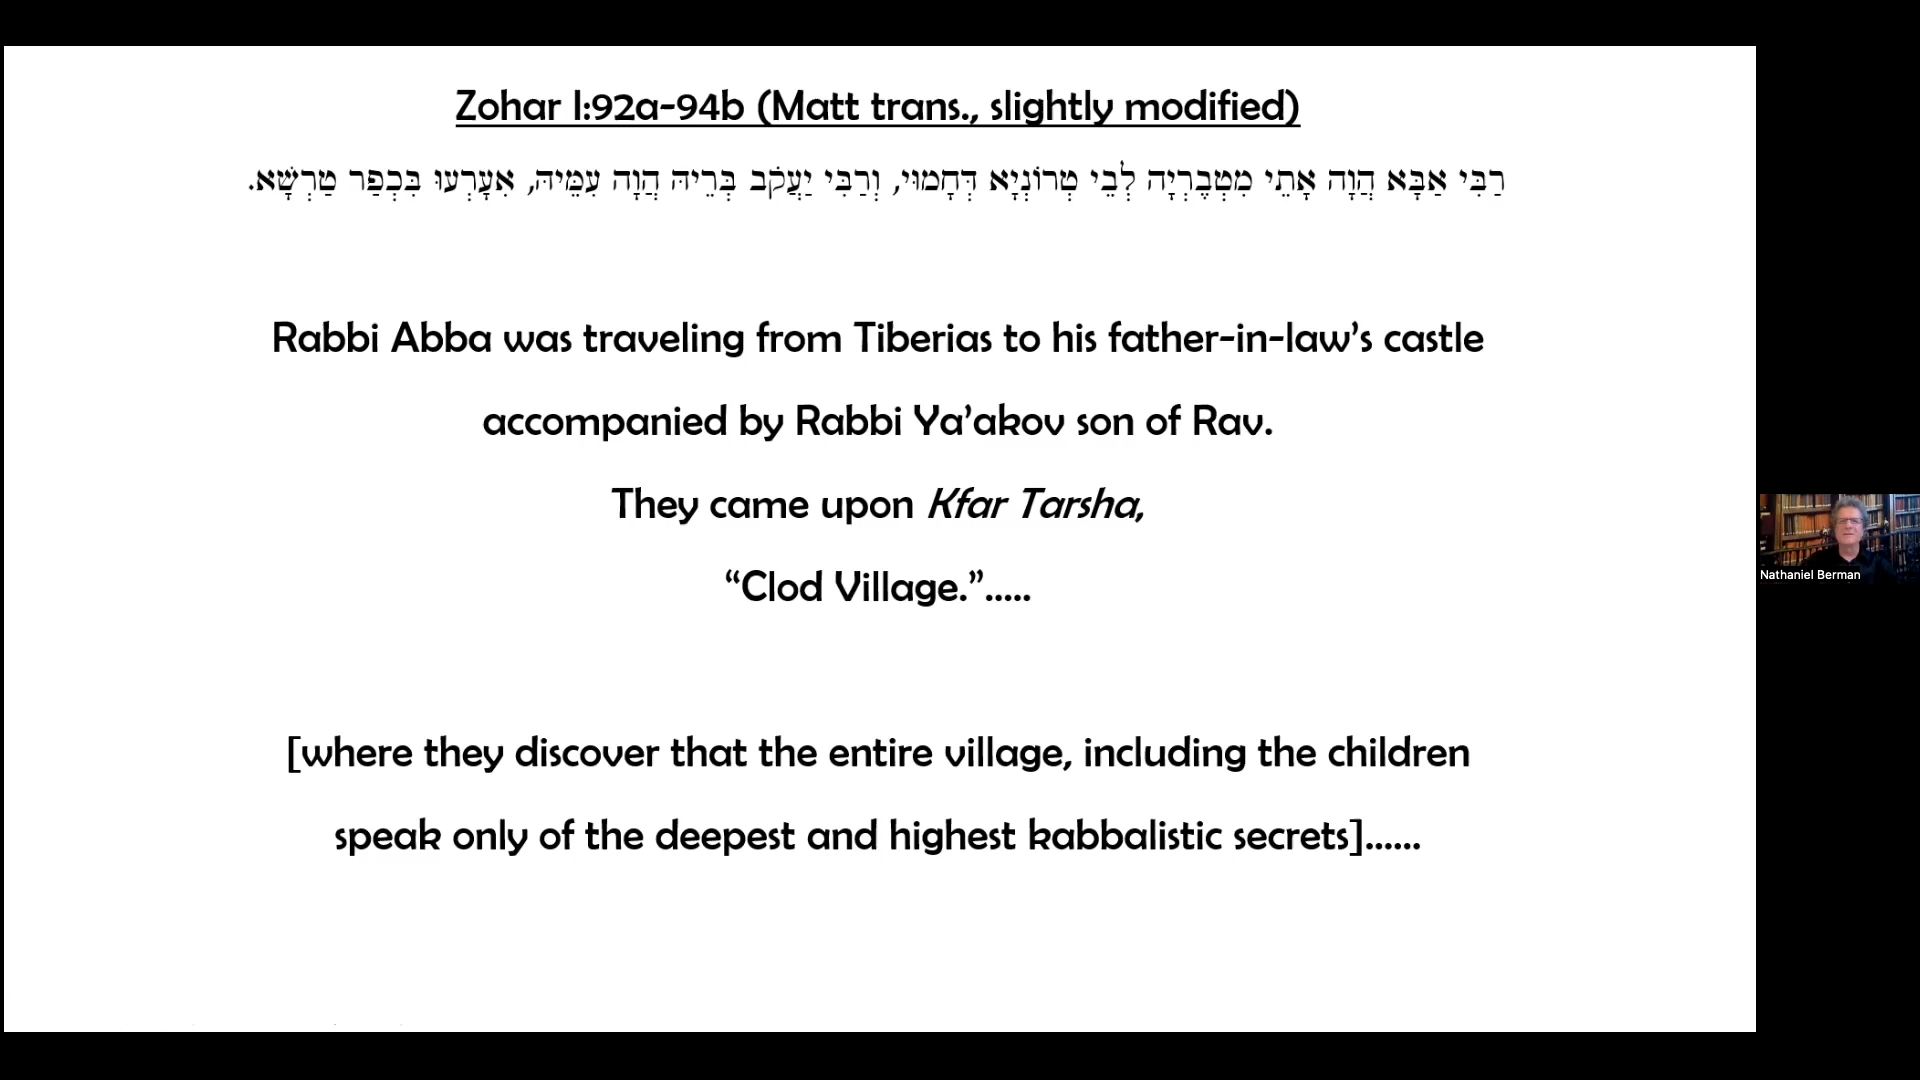 Zohar I:92a-94b (Matt trans., slightly modified)
רַבִּי אַבָּא הֲוָה אָתֵי מִטְבֶרְיָה לְבֵי טְרוֹנְיָא דְּחָמוּי, וְרַבִּי יַעֲקֹב בְּרֵיהּ הֲוָה עִמֵּיהּ, אִעָרְעוּ בִּכְפַר טַרְשָׁא.
Rabbi Abba was traveling from Tiberias to his father-in-law’s castle
accompanied by Rabbi Ya’akov son of Rav.
They came upon Kfar Tarsha,
“Clod Village.”.....
[where they discover that the entire village, including the children
speak only of the deepest and highest kabbalistic secrets]......
Nathaniel Berman